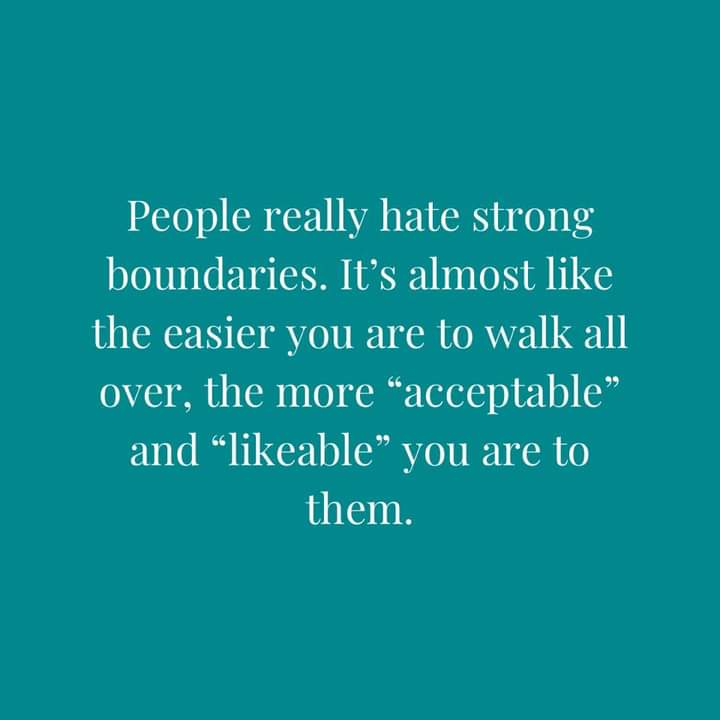 People really hate strong
boundaries. It’s almost like
the easier you are to walk all
over, the more “acceptable”
and “likeable” you are to
them.